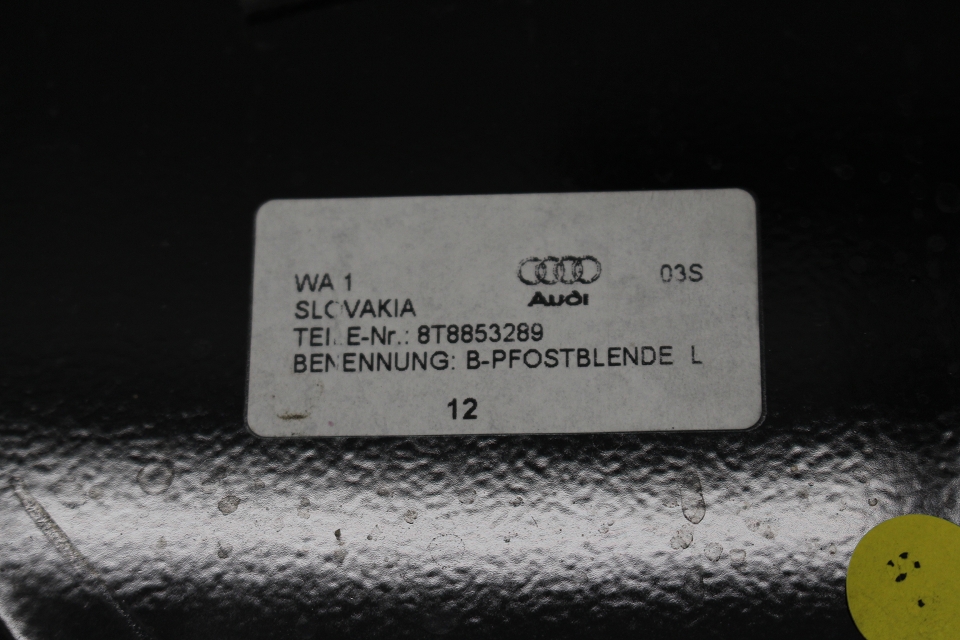 Audi
WA 1 03S
SLOVAKIA
TEILE-Nr.: 8T8853289
BENENNUNG: B-PFOSTBLENDE L
12